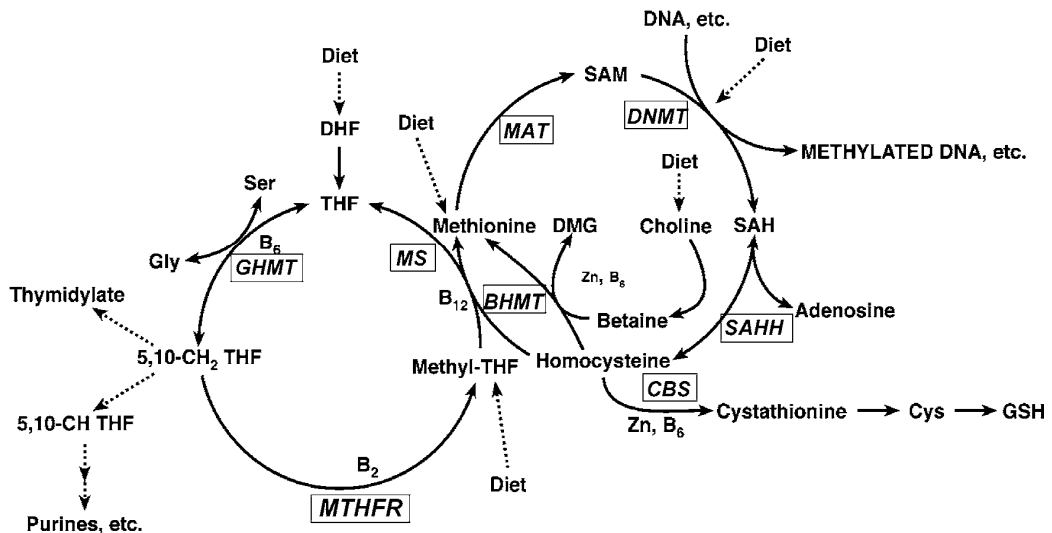 DNA, etc.
Diet
Diet
SAM
DNMT
Diet
DHF
MAT
METHYLATED DNA, etc.
Diet
Ser
THF
Methionine
DMG
Choline
SAH
B6
Gly
GHMT
MS
Zn, B6
Thymidylate
B12
BHMT
Betaine
Adenosine
SAHH
5,10-CH2 THF
Methyl-THF
Homocysteine
CBS
5,10-CH THF
Cystathionine
Cys
GSH
Zn, B6
B2
Diet
MTHFR
Purines, etc.